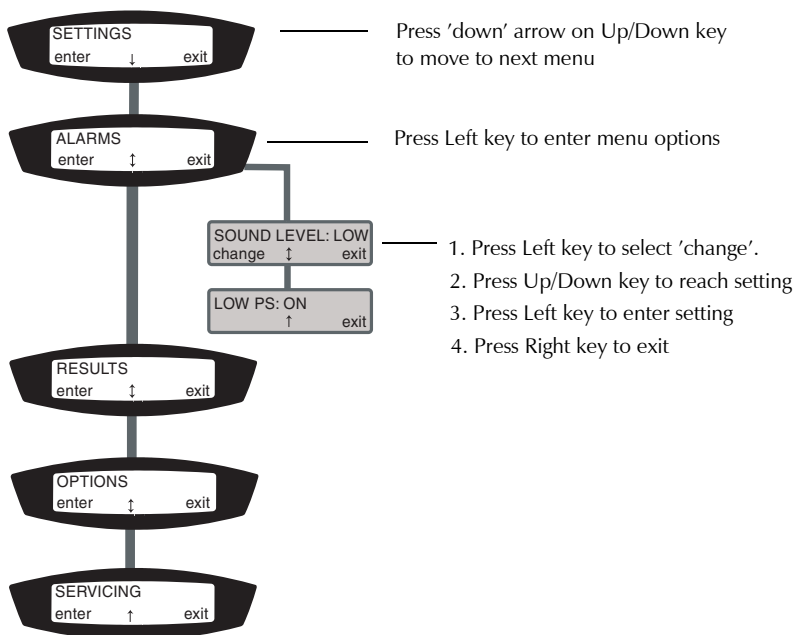 SETTINGS
enter ↓ exit
Press ’down’ arrow on Up/Down key
to move to next menu
ALARMS
enter ↕ exit
Press Left key to enter menu options
SOUND LEVEL: LOW
change ↕ exit
LOW PS: ON
↑ exit
1. Press Left key to select ’change’.
2. Press Up/Down key to reach setting
3. Press Left key to enter setting
4. Press Right key to exit
RESULTS
enter ↕ exit
OPTIONS
enter ↕ exit
SERVICING
enter ↑ exit